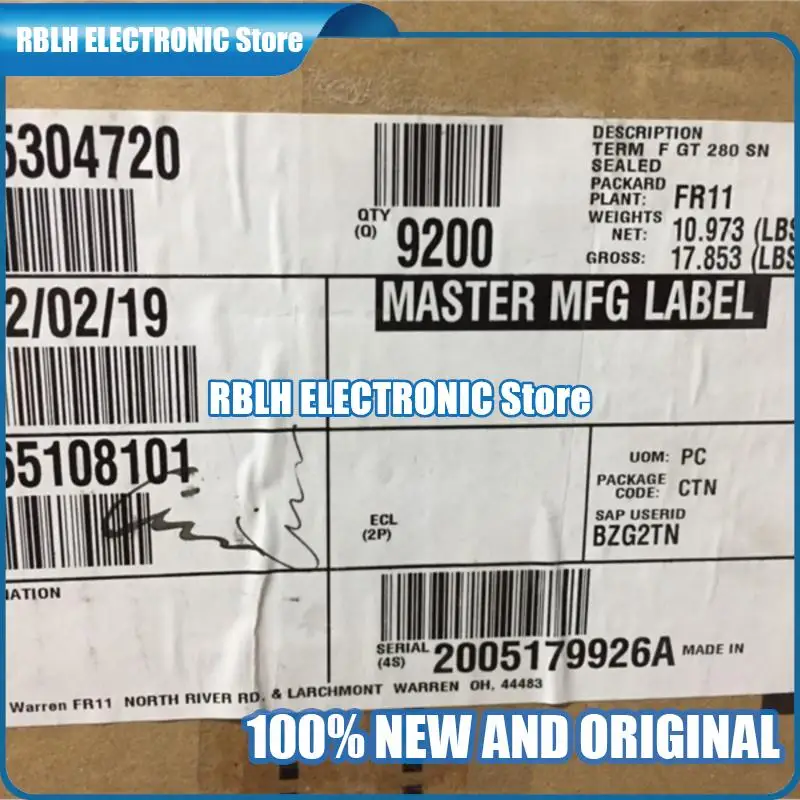 RBLH ELECTRONIC Store
5304720
DESCRIPTION
TERM F GT 280 SN
SEALED
PACKARD
PLANT: FR11
QTY
(Q) 9200
WEIGHTS
NET: 10.973 (LBS
GROSS: 17.853 (LBS
2/02/19
MASTER MFG LABEL
RBLH ELECTRONIC Store
65108101
UOM: PC
PACKAGE
CODE: CTN
ECL
(2P)
SAP USERID
BZG2TN
ATION
SERIAL
(4S) 2005179926A MADE IN
Warren FR11 NORTH RIVER RD. & LARCHMONT WARREN OH, 44483
100% NEW AND ORIGINAL